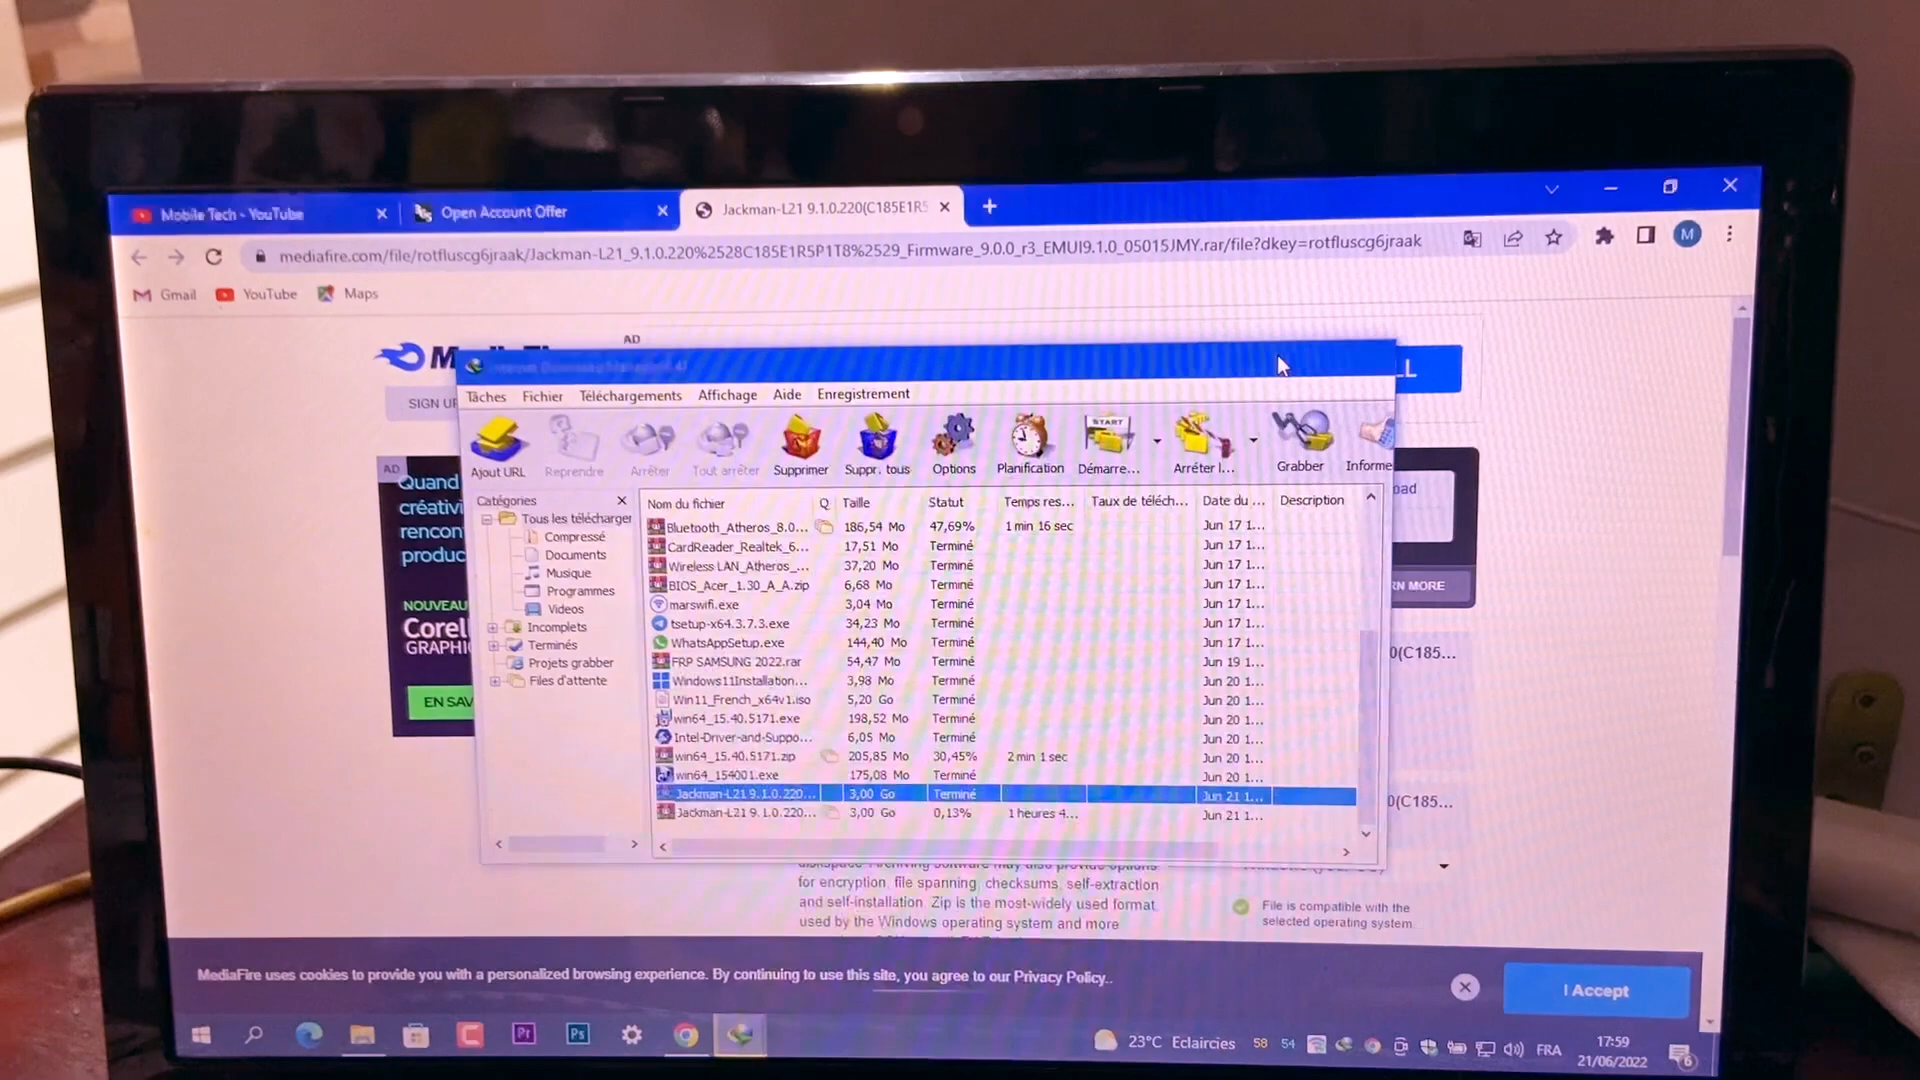 Mobile Tech - YouTube
Open Account Offer
Jackman-L21 9.1.0.220(C185E1R5
mediafire.com/file/rotfluscg6jraak/Jackman-L21_9.1.0.220%2528C185E1R5P1T8%2529_Firmware_9.0.0_r3_EMUI9.1.0_05015JMY.rar/file?dkey=rotfluscg6jraak
M
Gmail
YouTube
Maps
AD
SIGN UP
Tâches Fichier Téléchargements Affichage Aide Enregistrement
Ajout URL Reprendre Arrêter Tout arrêter Supprimer Suppr. tous Options Planification Démarre... Arrêter l... Grabber Informe
START
AD
Quand
créativi
rencon
produc
NOUVEAU
Corel
GRAPHI
EN SAV
Catégories
Tous les télécharger
Compressé
Documents
Musique
Programmes
Videos
Incomplets
Terminés
Projets grabber
Files d'attente
Nom du fichier Q Taille Statut Temps res... Taux de téléch... Date du ... Description
Bluetooth_Atheros_8.0... 186,54 Mo 47,69% 1 min 16 sec Jun 17 1...
CardReader_Realtek_6... 17,51 Mo Terminé Jun 17 1...
Wireless LAN_Atheros_... 37,20 Mo Terminé Jun 17 1...
BIOS_Acer_1.30_A_A.zip 6,68 Mo Terminé Jun 17 1...
marswifi.exe 3,04 Mo Terminé Jun 17 1...
tsetup-x64.3.7.3.exe 34,23 Mo Terminé Jun 17 1...
WhatsAppSetup.exe 144,40 Mo Terminé Jun 17 1...
FRP SAMSUNG 2022.rar 54,47 Mo Terminé Jun 19 1...
Windows11Installation... 3,98 Mo Terminé Jun 20 1...
Win11_French_x64v1.iso 5,20 Go Terminé Jun 20 1...
win64_15.40.5171.exe 198,52 Mo Terminé Jun 20 1...
Intel-Driver-and-Suppo... 6,05 Mo Terminé Jun 20 1...
win64_15.40.5171.zip 205,85 Mo 30,45% 2 min 1 sec Jun 20 1...
win64_154001.exe 175,08 Mo Terminé Jun 20 1...
Jackman-L21 9.1.0.220... 3,00 Go Terminé Jun 21 1...
Jackman-L21 9.1.0.220... 3,00 Go 0,13% 1 heures 4... Jun 21 1...
LL
oad
RN MORE
0(C185...
0(C185...
diskspace. Archiving software may also provide options
for encryption, file spanning, checksums, self-extraction
and self-installation. Zip is the most-widely used format,
used by the Windows operating system and more
File is compatible with the
selected operating system.
MediaFire uses cookies to provide you with a personalized browsing experience. By continuing to use this site, you agree to our Privacy Policy..
I Accept
Pr
Ps
23°C Eclaircies 58 54 FRA
17:59
21/06/2022
6